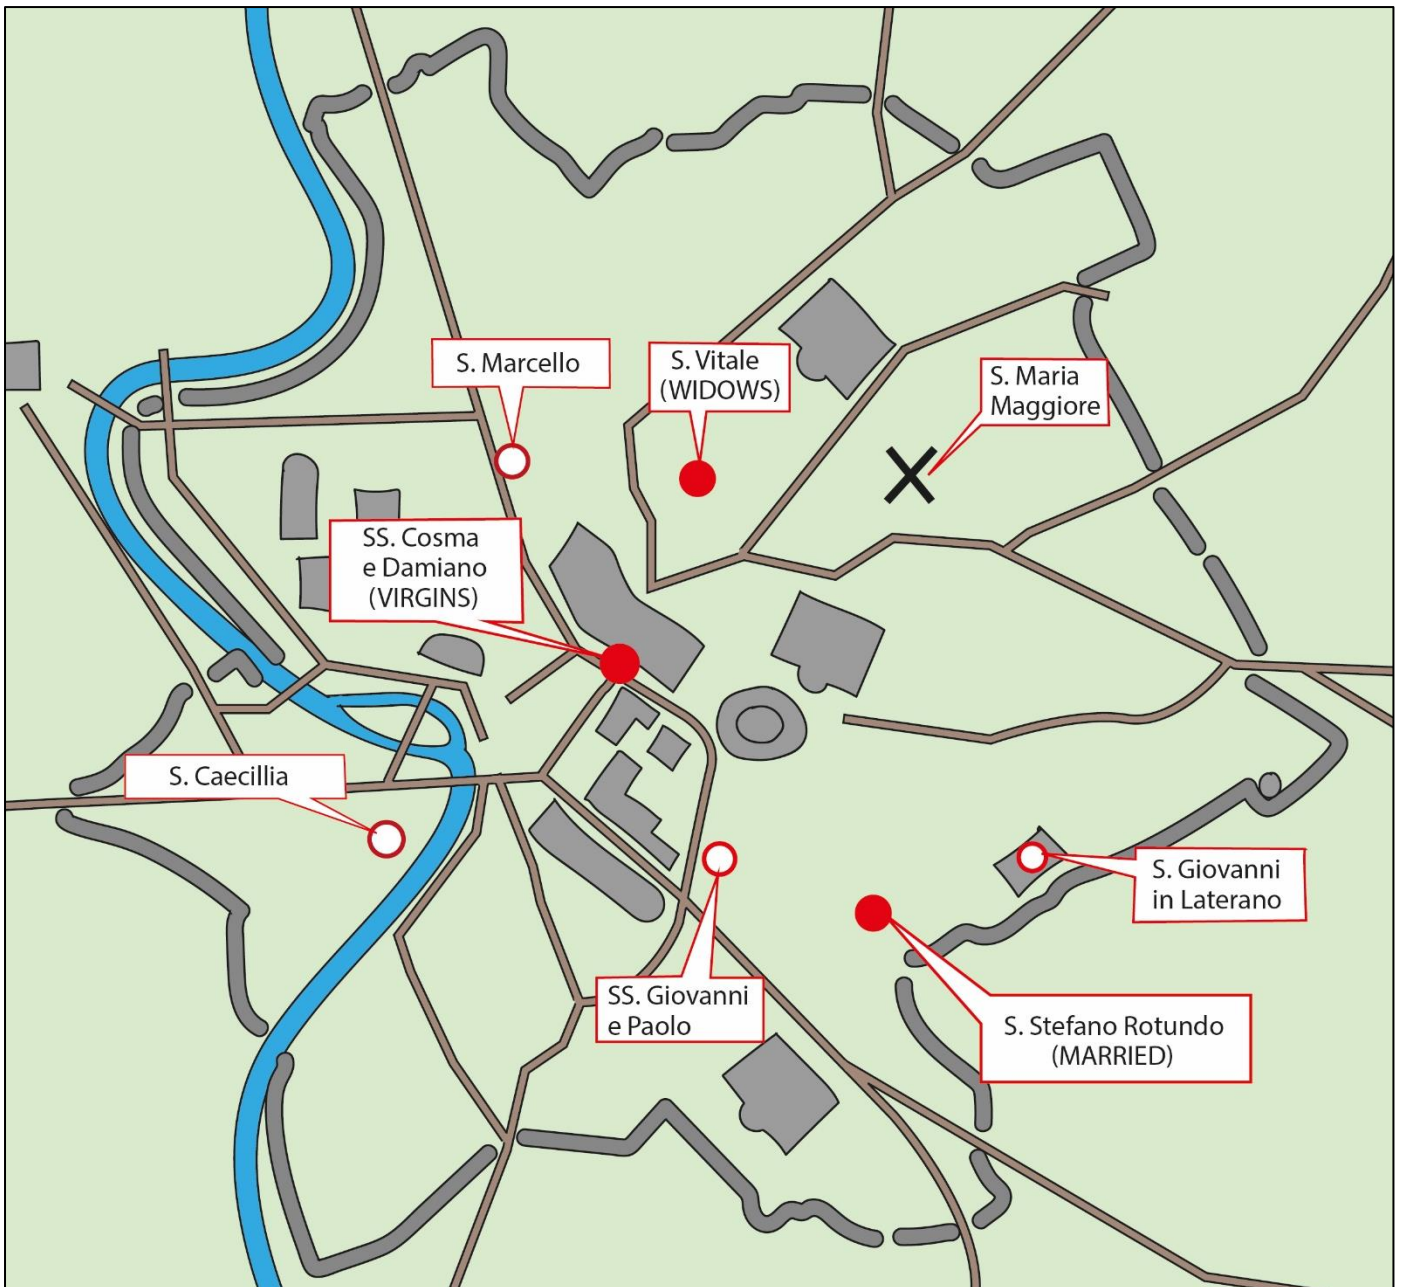 S. Marcello
S. Vitale
(WIDOWS)
S. Maria
Maggiore
SS. Cosma
e Damiano
(VIRGINS)
S. Caecillia
S. Giovanni
in Laterano
SS. Giovanni
e Paolo
S. Stefano Rotundo
(MARRIED)